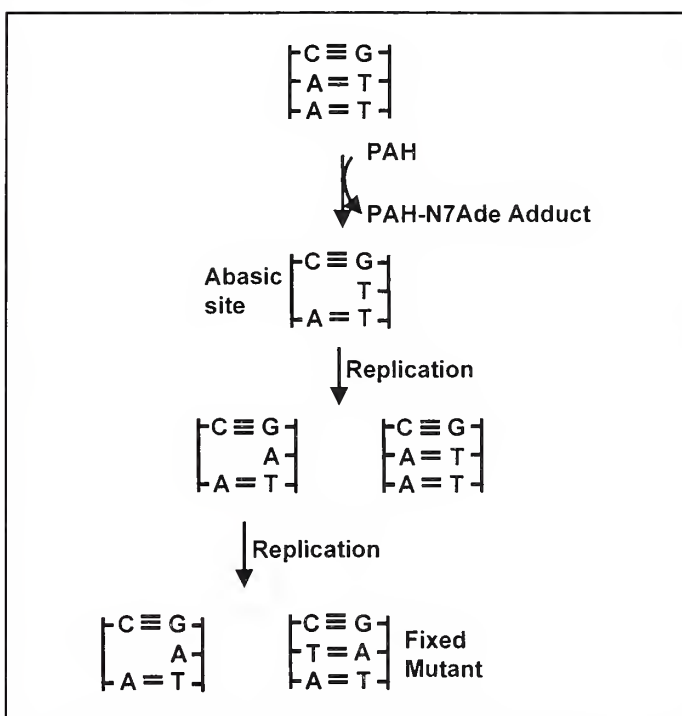 C ≡ G
A = T
A = T
PAH
PAH-N7Ade Adduct
Abasic
site
C ≡ G
T
A = T
Replication
C ≡ G
A
A = T
C ≡ G
A = T
A = T
Replication
C ≡ G
A
A = T
C ≡ G
T = A
A = T
Fixed
Mutant